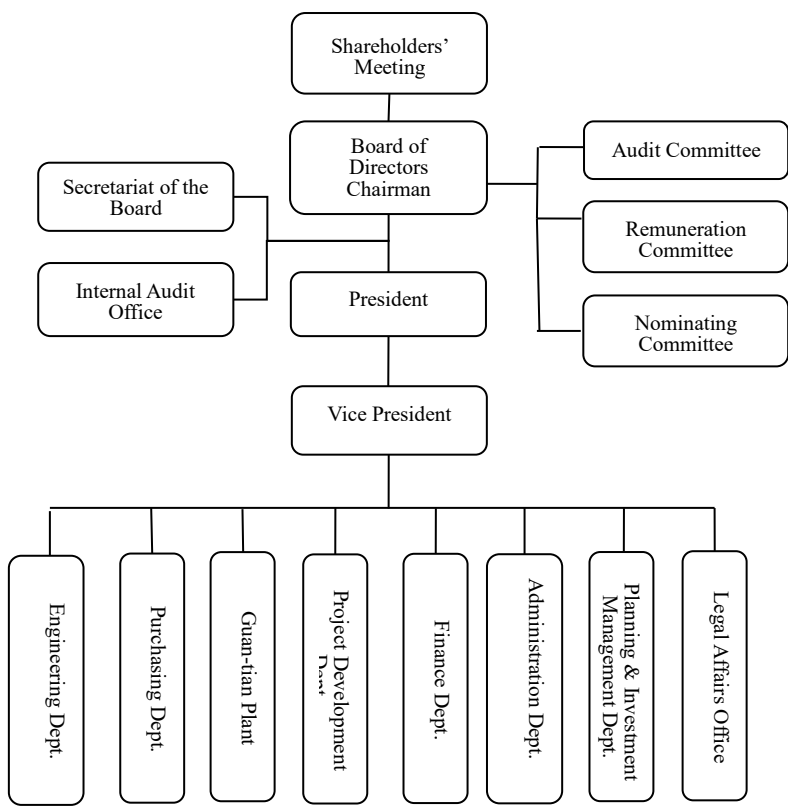 Shareholders'
Meeting
Board of
Directors
Chairman
Audit Committee
Secretariat of the
Board
Remuneration
Committee
Internal Audit
Office
President
Nominating
Committee
Vice President
Engineering Dept.
Purchasing Dept.
Guan-tian Plant
Project Development
Dept.
Finance Dept.
Administration Dept.
Planning & Investment
Management Dept.
Legal Affairs Office